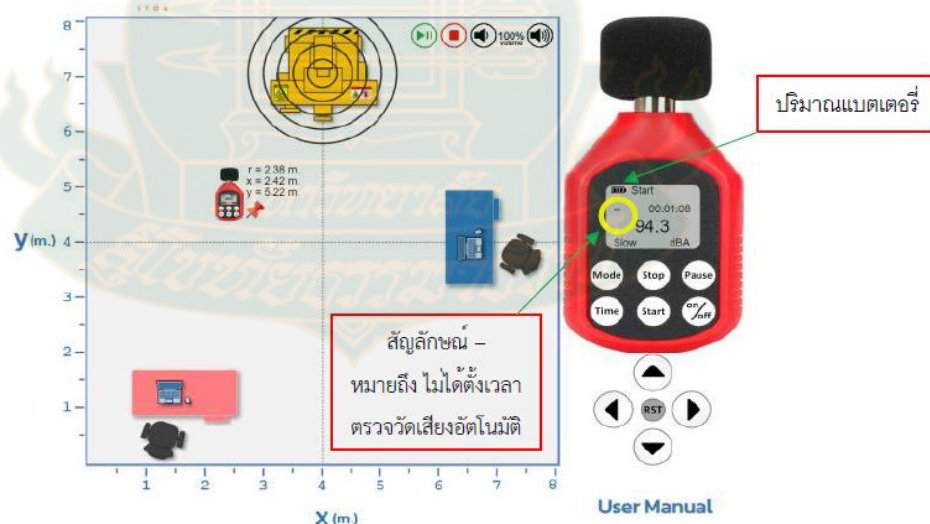 8
7
6
5
y (m.) 4
3
2
1
1 2 3 4 5 6 7 8
X (m.)
100%
r = 2.38 m.
x = 2.42 m.
y = 5.22 m.
ปริมาณแบตเตอรี่
Start
-- 00:01:08
94.3
Slow dBA
Mode Stop Pause
Time Start on/off
สัญลักษณ์ –
หมายถึง ไม่ได้ตั้งเวลา
ตรวจวัดเสียงอัตโนมัติ
RST
User Manual